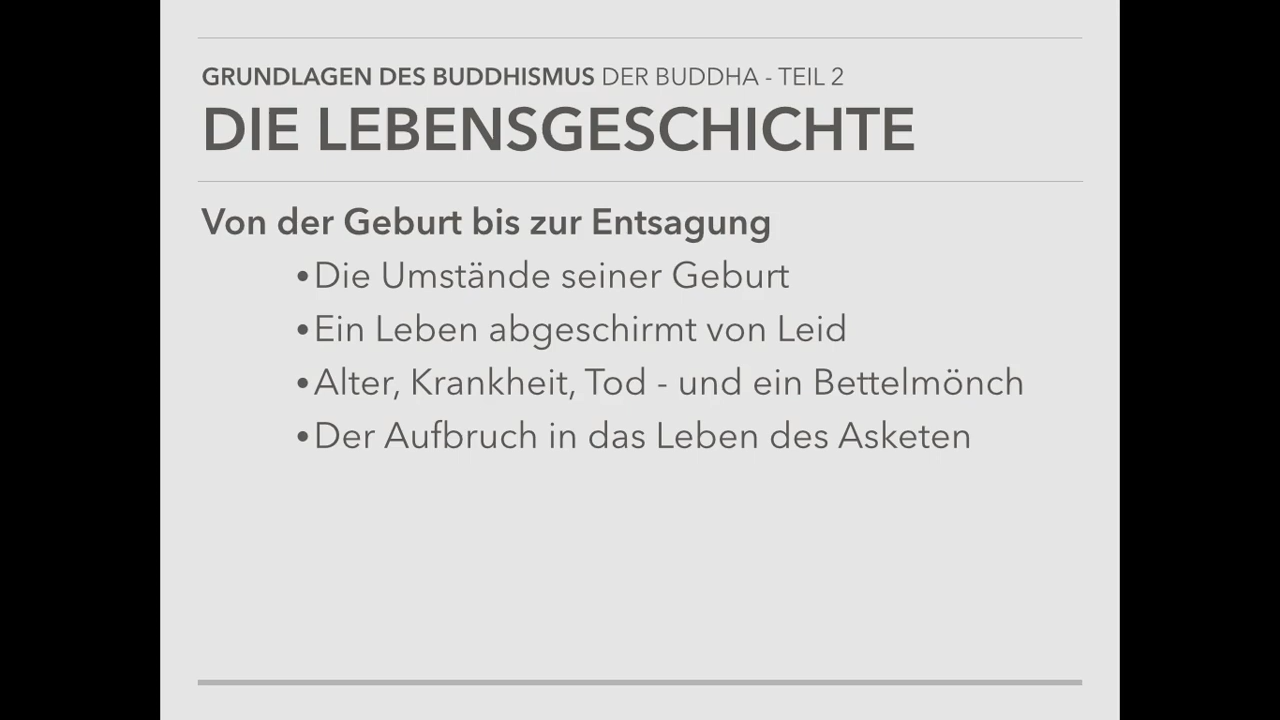 GRUNDLAGEN DES BUDDHISMUS DER BUDDHA - TEIL 2
DIE LEBENSGESCHICHTE
Von der Geburt bis zur Entsagung
•Die Umstände seiner Geburt
•Ein Leben abgeschirmt von Leid
•Alter, Krankheit, Tod - und ein Bettelmönch
•Der Aufbruch in das Leben des Asketen